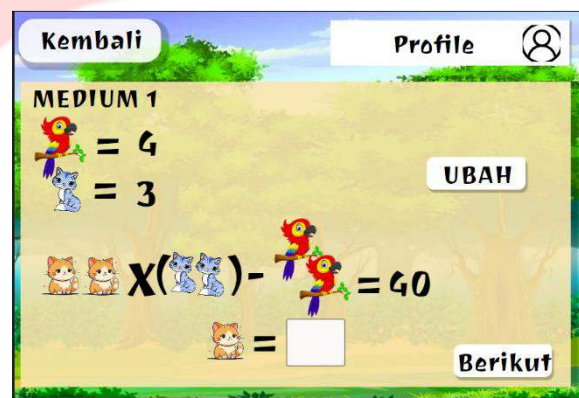 Kembali
Profile
MEDIUM 1
= 4
= 3
UBAH
X( ) - = 40
=
Berikut